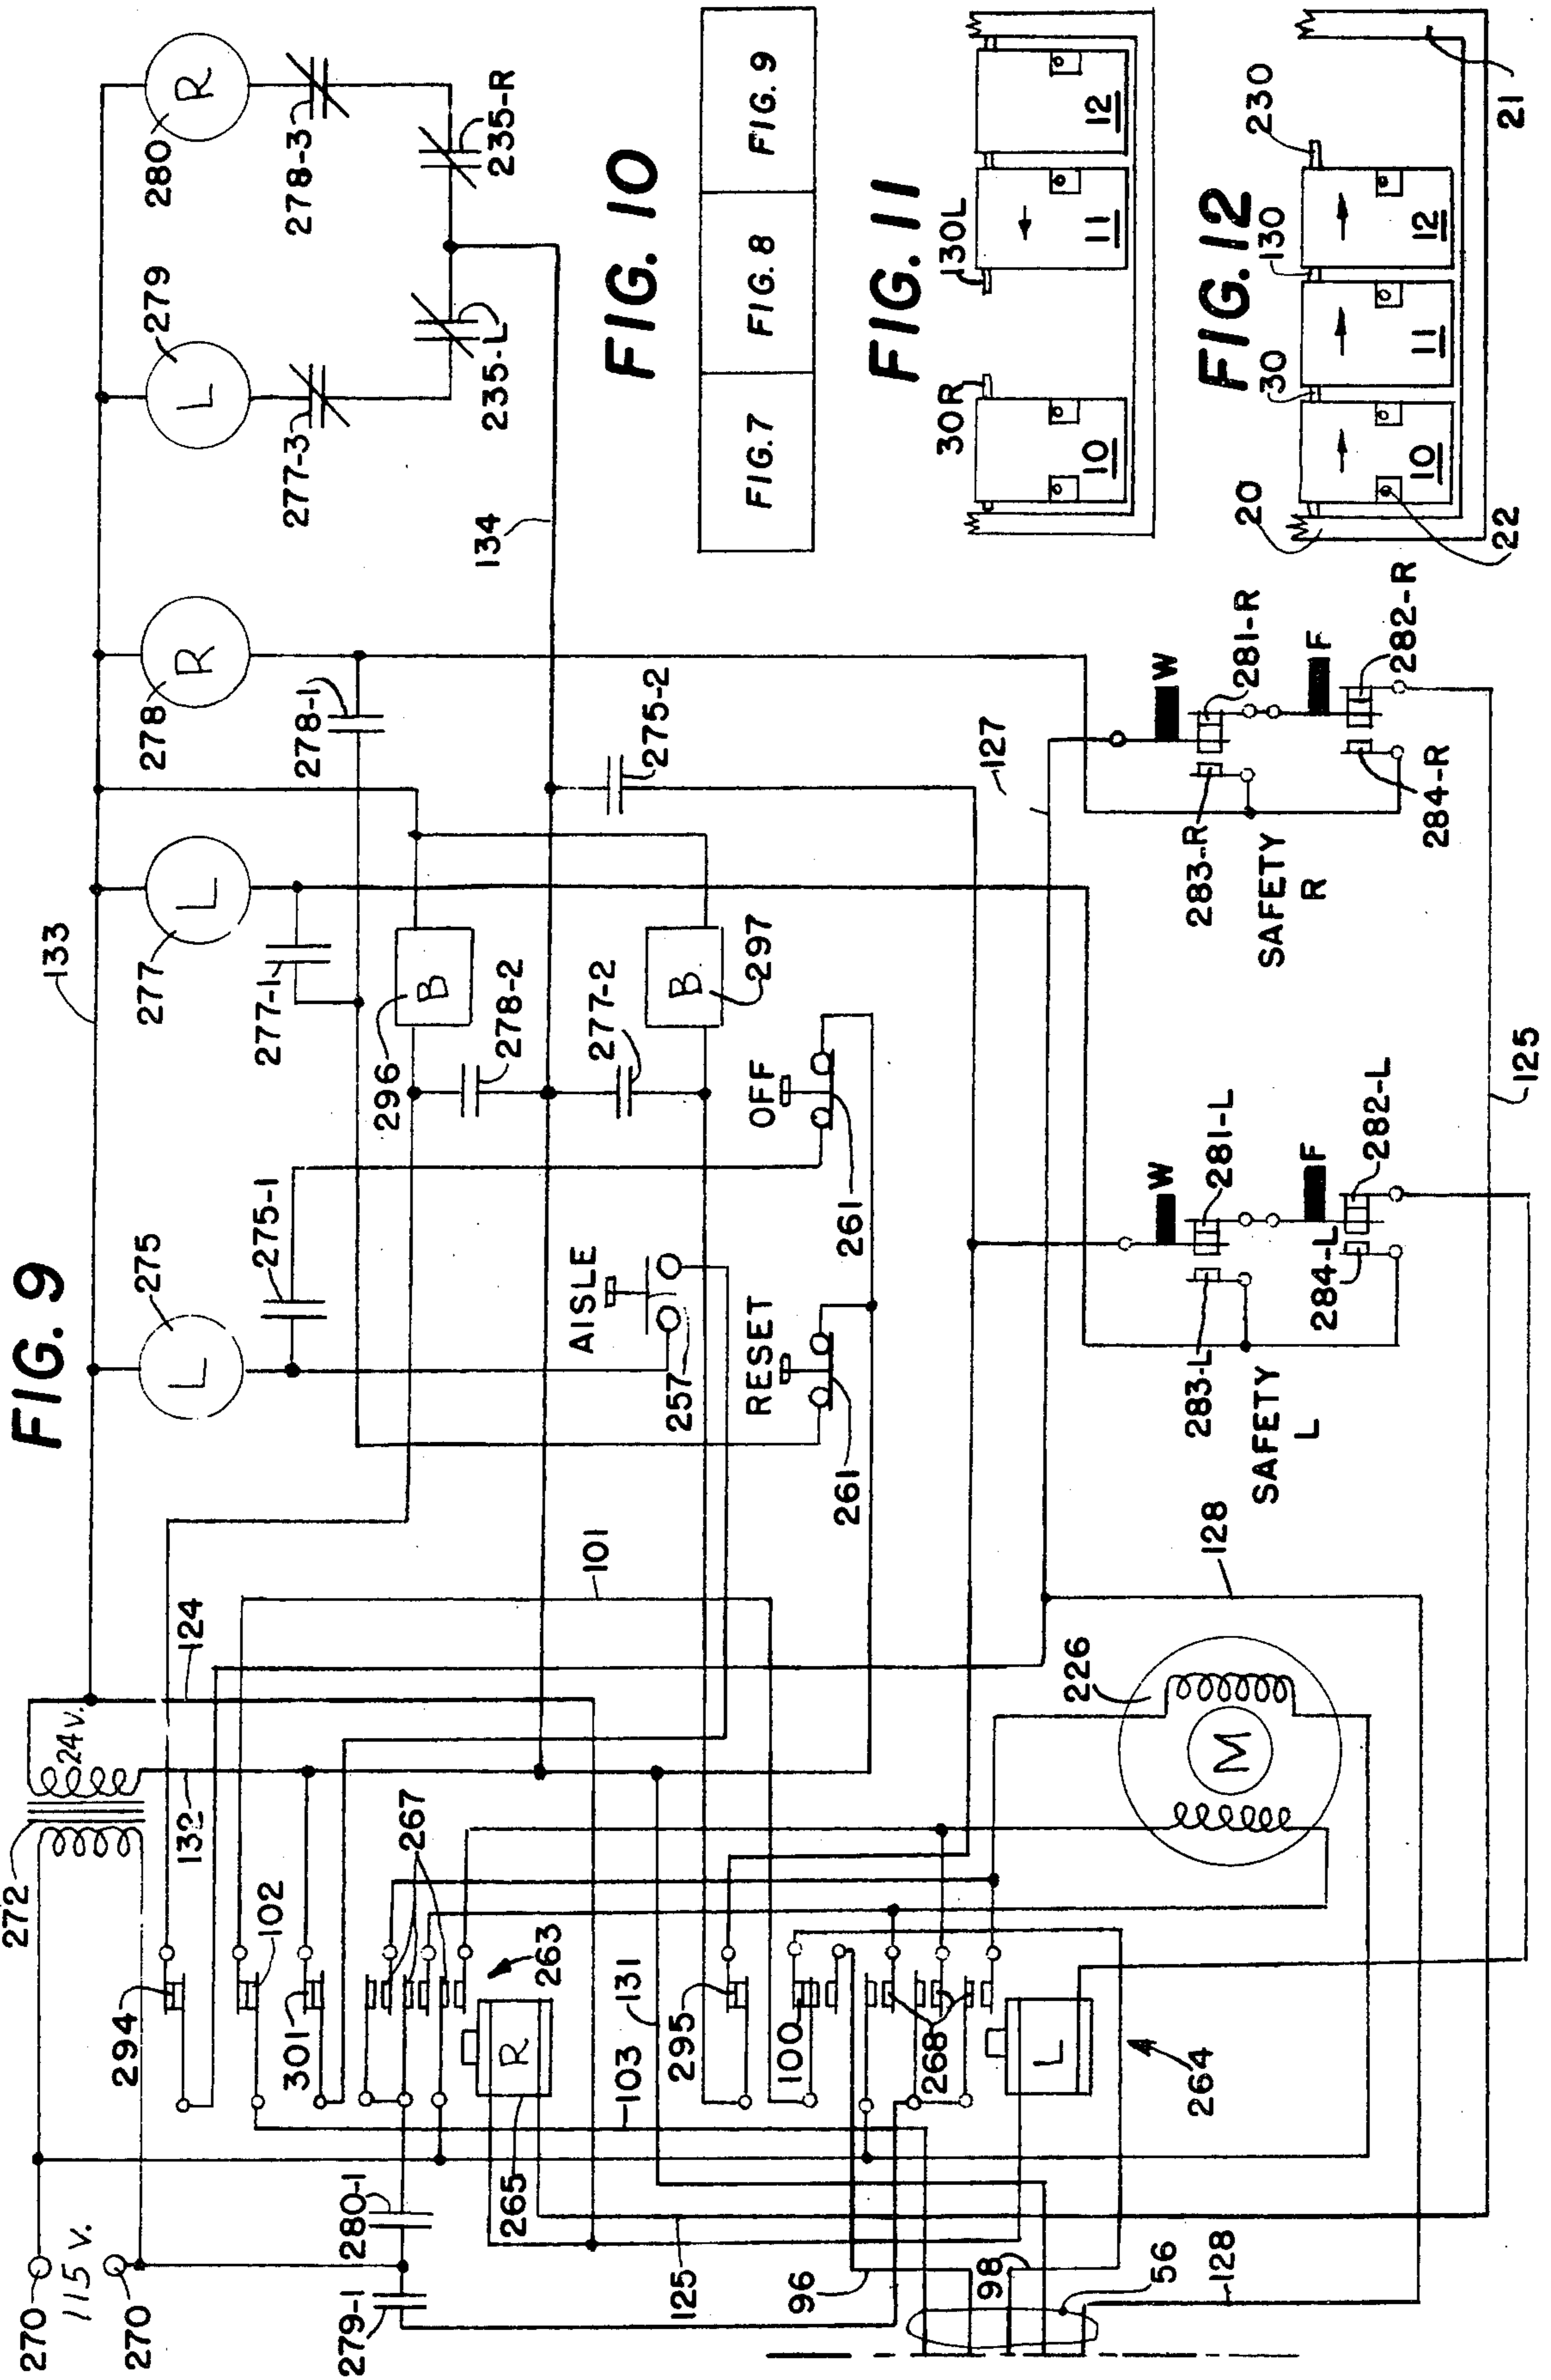 FIG. 9
270
115 v.
270
272
24v.
133
132
124
294
102
301
267
263
R
265
279-1
280-1
131
103
125
295
100
268
L
264
96
98
56
128
101
226
M
128
275
L
275-1
AISLE
257
RESET
261
OFF
261
277
L
277-1
296
B
278-2
277-2
B
297
278
R
278-1
275-2
134
127
W
281-L
F
282-L
283-L
284-L
SAFETY
L
W
281-R
F
282-R
283-R
284-R
SAFETY
R
125
279
L
277-3
235-L
280
R
278-3
235-R
FIG. 10
FIG. 7
FIG. 8
FIG. 9
FIG. 11
30R
130L
10
11
12
FIG. 12
20
30
130
230
10
11
12
22
21